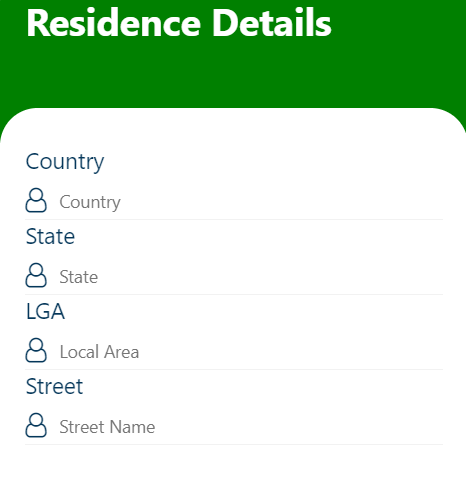 Residence Details
Country
Country
State
State
LGA
Local Area
Street
Street Name